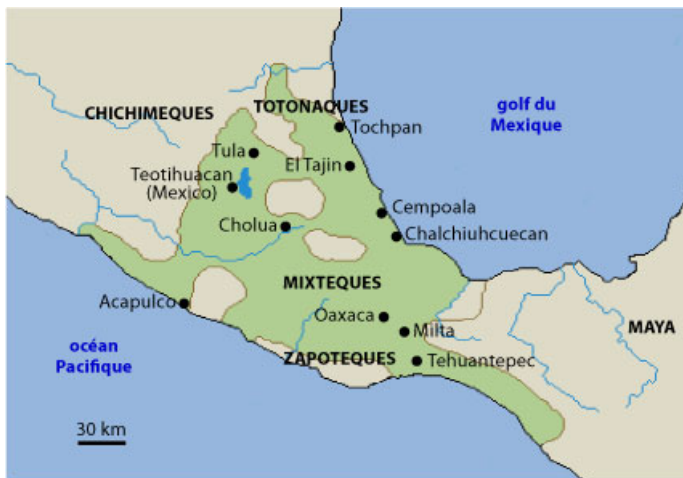 CHICHIMEQUES
TOTONAQUES
golf du
Mexique
Tochpan
Tula
El Tajin
Teotihuacan
(Mexico)
Cempoala
Cholua
Chalchiuhcuecan
MIXTEQUES
Acapulco
Oaxaca
Milta
MAYA
océan
Pacifique
ZAPOTEQUES
Tehuantepec
30 km